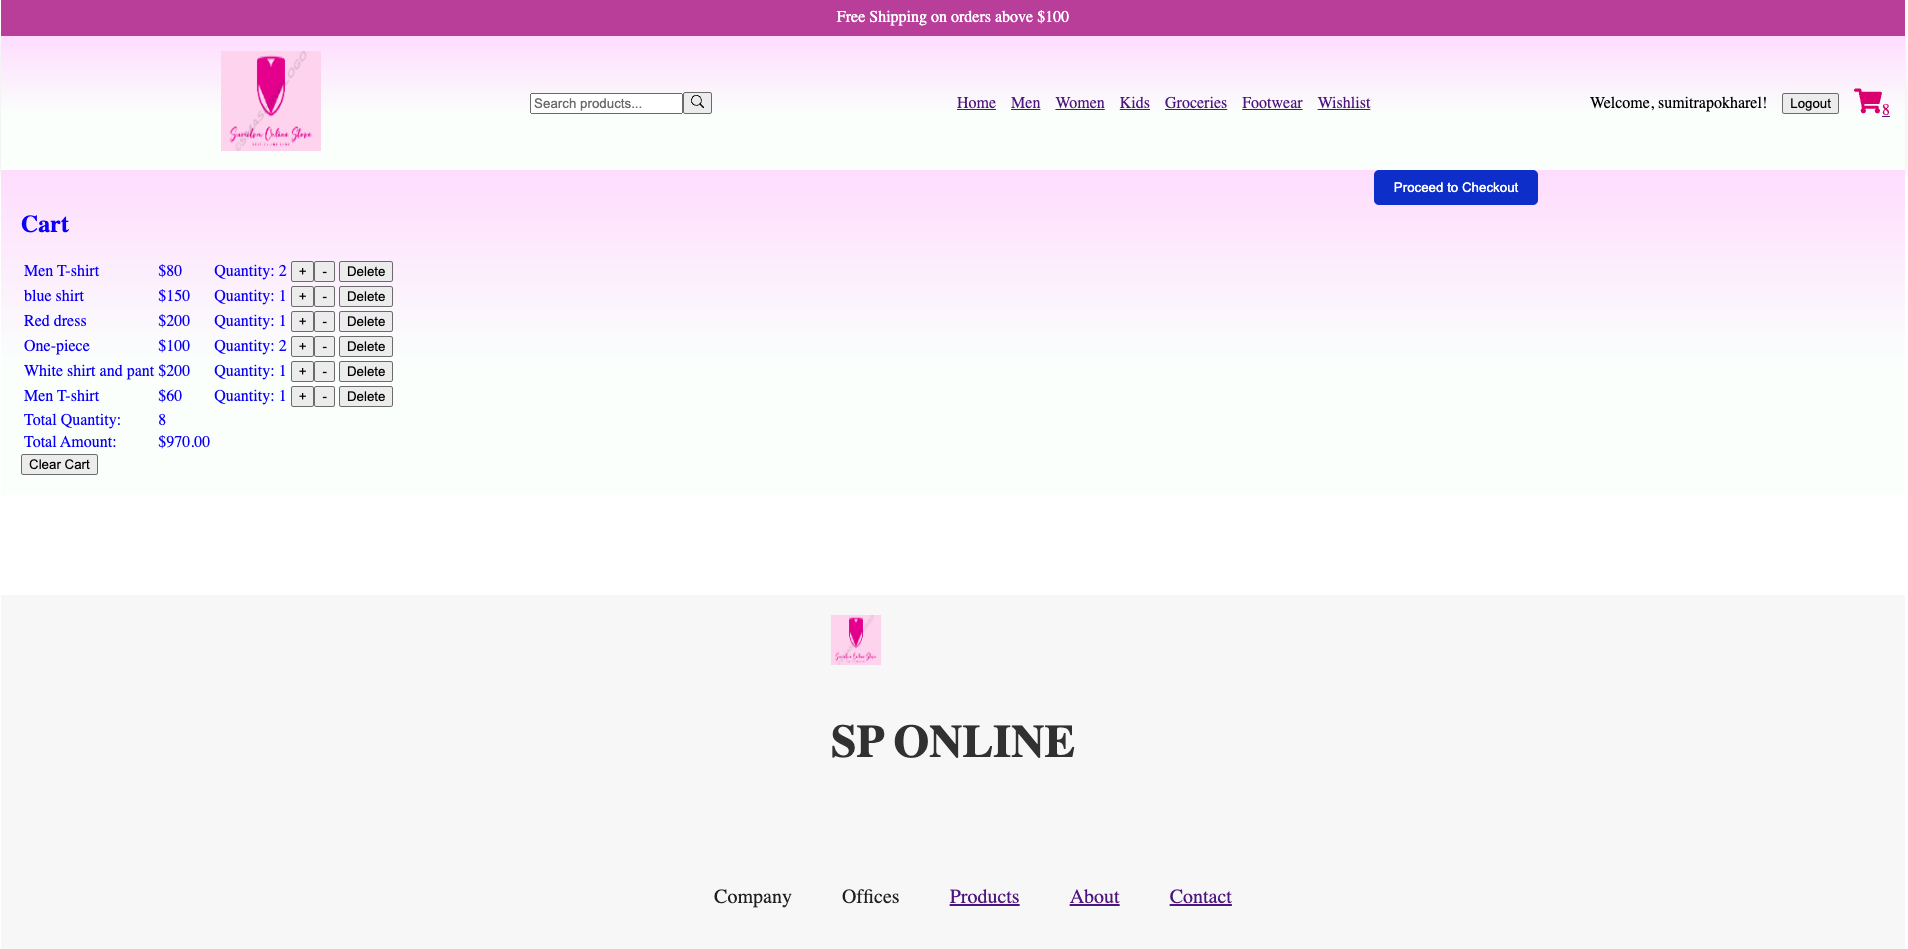 Free Shipping on orders above $100
Search products...
Home Men Women Kids Groceries Footwear Wishlist
Welcome, sumitrapokharel! Logout 8
Proceed to Checkout
Cart
Men T-shirt $80 Quantity: 2 + - Delete
blue shirt $150 Quantity: 1 + - Delete
Red dress $200 Quantity: 1 + - Delete
One-piece $100 Quantity: 2 + - Delete
White shirt and pant $200 Quantity: 1 + - Delete
Men T-shirt $60 Quantity: 1 + - Delete
Total Quantity: 8
Total Amount: $970.00
Clear Cart
SP ONLINE
Company Offices Products About Contact